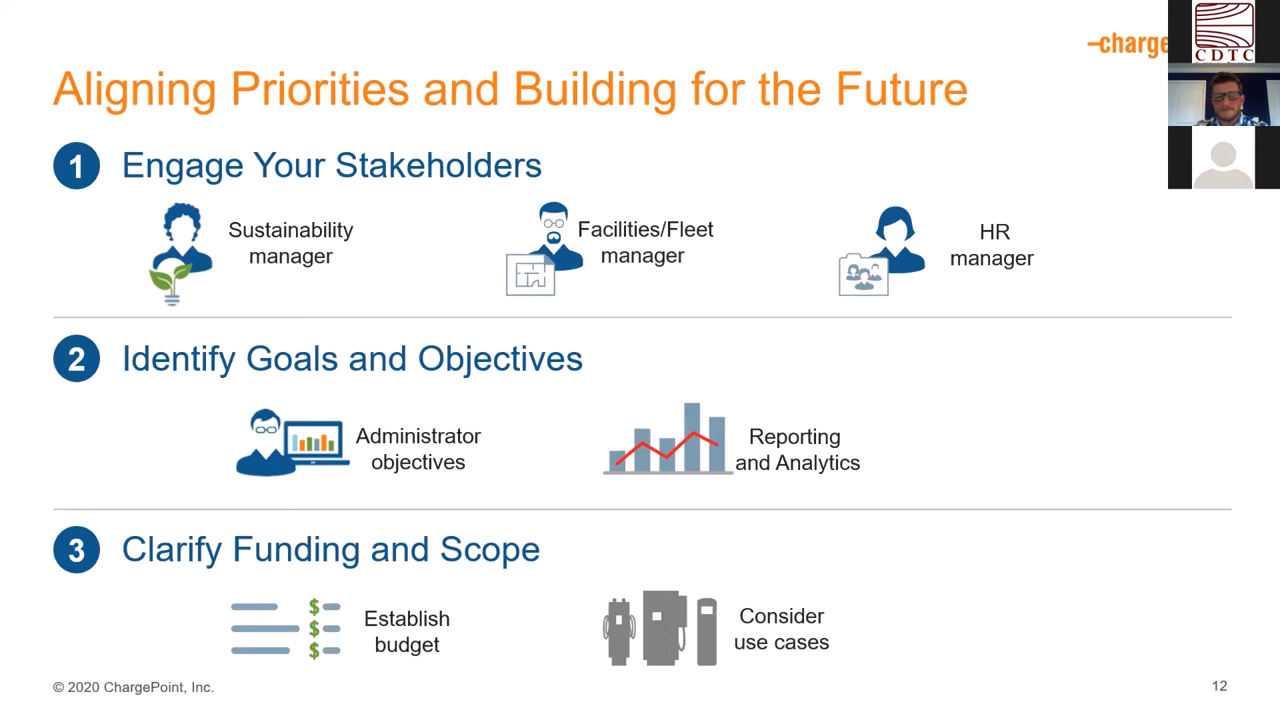 –charge
CDTC
Aligning Priorities and Building for the Future
1 Engage Your Stakeholders
Sustainability
manager
Facilities/Fleet
manager
HR
manager
2 Identify Goals and Objectives
Administrator
objectives
Reporting
and Analytics
3 Clarify Funding and Scope
$
$
$
Establish
budget
Consider
use cases
© 2020 ChargePoint, Inc.
12